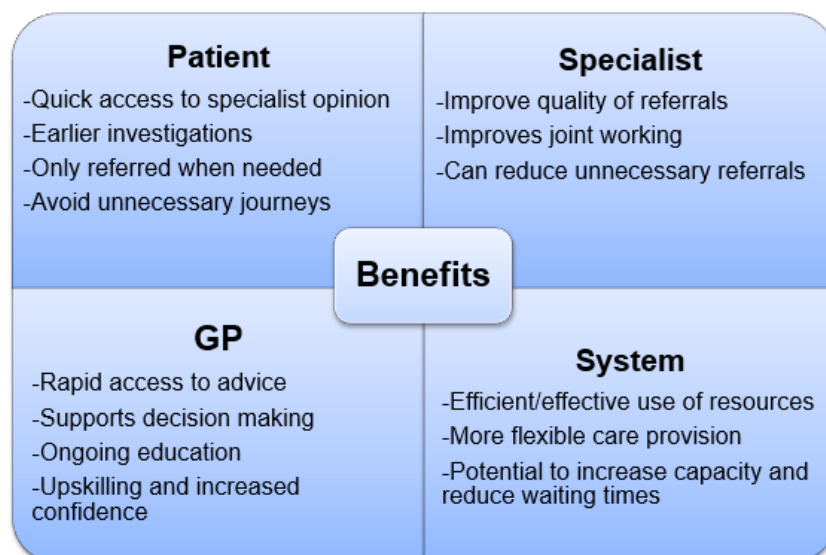 Patient
-Quick access to specialist opinion
-Earlier investigations
-Only referred when needed
-Avoid unnecessary journeys
Specialist
-Improve quality of referrals
-Improves joint working
-Can reduce unnecessary referrals
Benefits
GP
-Rapid access to advice
-Supports decision making
-Ongoing education
-Upskilling and increased
confidence
System
-Efficient/effective use of resources
-More flexible care provision
-Potential to increase capacity and
reduce waiting times